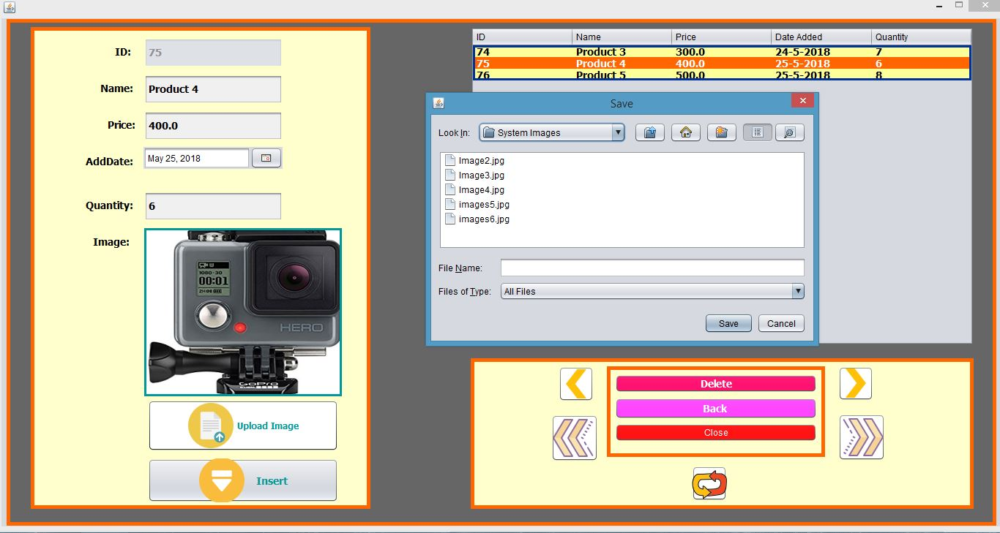 ID: 75
Name: Product 4
Price: 400.0
AddDate: May 25, 2018
Quantity: 6
Image:
1080-30
00:01
HERO
GoPro
Upload Image
Insert
ID Name Price Date Added Quantity
74 Product 3 300.0 24-5-2018 7
75 Product 4 400.0 25-5-2018 6
76 Product 5 500.0 25-5-2018 8
Save
Look In: System Images
Image2.jpg
Image3.jpg
Image4.jpg
images5.jpg
images6.jpg
File Name:
Files of Type: All Files
Save Cancel
Delete
Back
Close